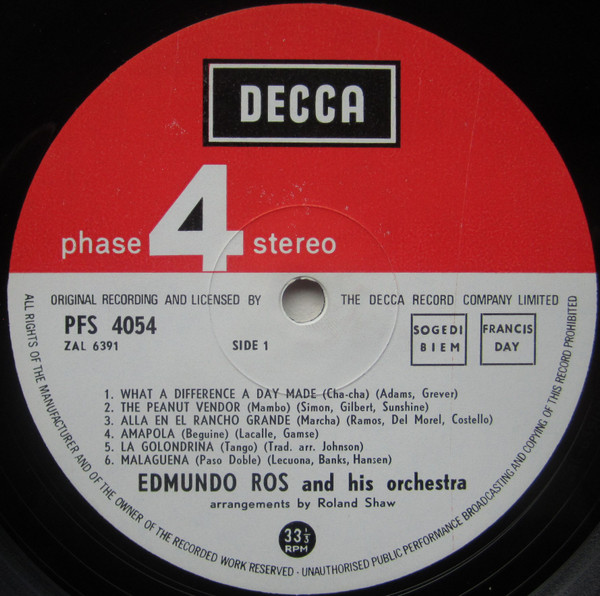 DECCA
phase 4 stereo
ORIGINAL RECORDING AND LICENSED BY THE DECCA RECORD COMPANY LIMITED
PFS 4054
ZAL 6391
SIDE 1
SOGEDI
BIEM
FRANCIS
DAY
1. WHAT A DIFFERENCE A DAY MADE (Cha-cha) (Adams, Grever)
2. THE PEANUT VENDOR (Mambo) (Simon, Gilbert, Sunshine)
3. ALLA EN EL RANCHO GRANDE (Marcha) (Ramos, Del Morel, Costello)
4. AMAPOLA (Beguine) (Lacalle, Gamse)
5. LA GOLONDRINA (Tango) (Trad. arr. Johnson)
6. MALAGUENA (Paso Doble) (Lecuona, Banks, Hansen)
EDMUNDO ROS and his orchestra
arrangements by Roland Shaw
33⅓
RPM
ALL RIGHTS OF THE MANUFACTURER AND OF THE OWNER OF THE RECORDED WORK RESERVED - UNAUTHORISED PUBLIC PERFORMANCE BROADCASTING AND COPYING OF THIS RECORD PROHIBITED